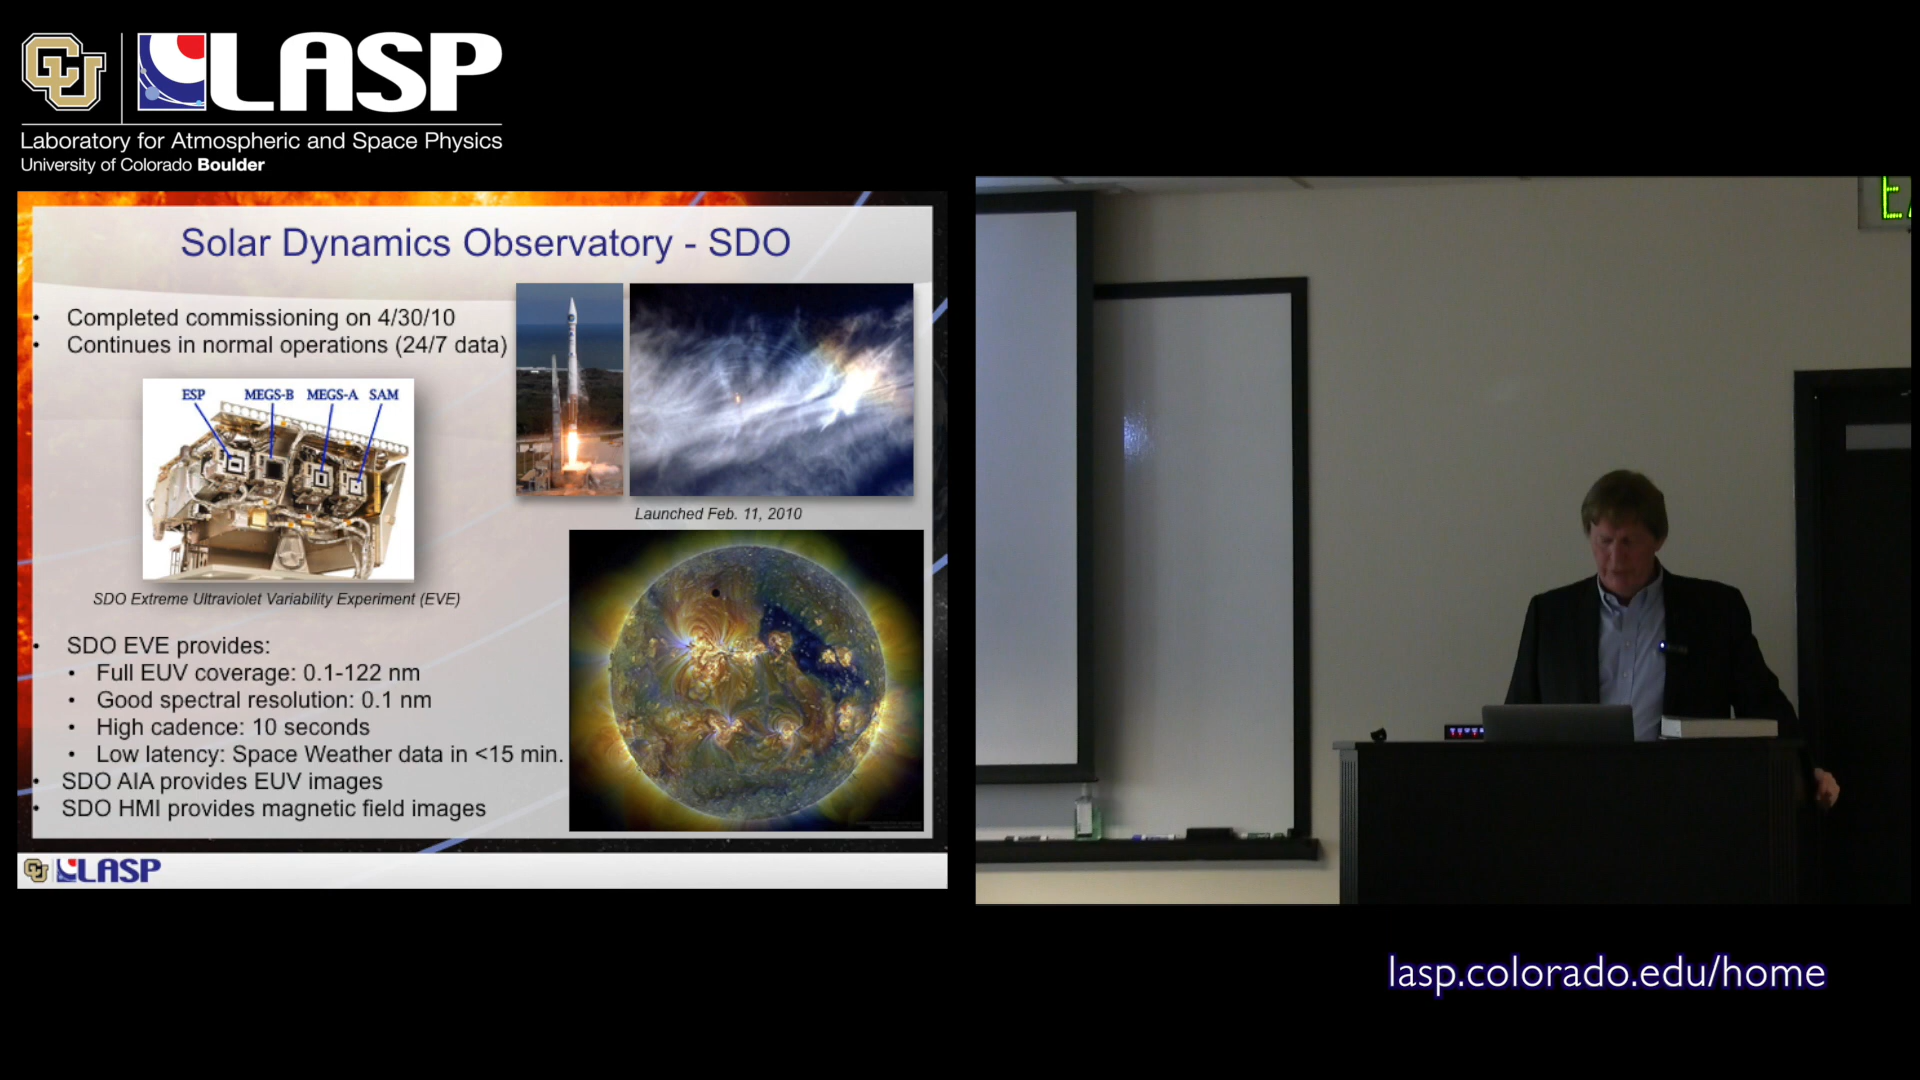 CU LASP
Laboratory for Atmospheric and Space Physics
University of Colorado Boulder
Solar Dynamics Observatory - SDO
• Completed commissioning on 4/30/10
• Continues in normal operations (24/7 data)
ESP MEGS-B MEGS-A SAM
Launched Feb. 11, 2010
SDO Extreme Ultraviolet Variability Experiment (EVE)
• SDO EVE provides:
• Full EUV coverage: 0.1-122 nm
• Good spectral resolution: 0.1 nm
• High cadence: 10 seconds
• Low latency: Space Weather data in <15 min.
• SDO AIA provides EUV images
• SDO HMI provides magnetic field images
CU LASP
lasp.colorado.edu/home